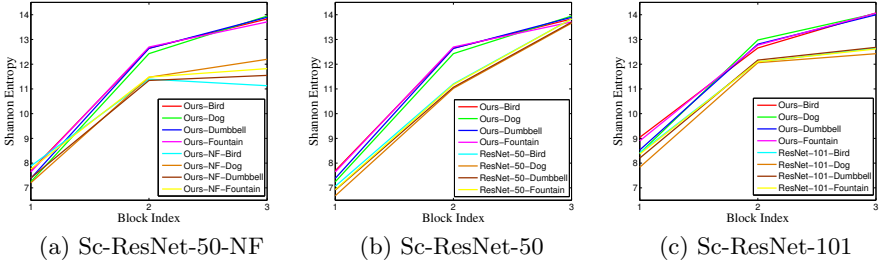 14
13
12
11
10
9
8
7
Shannon Entropy
Ours-Bird
Ours-Dog
Ours-Dumbbell
Ours-Fountain
Ours-NF-Bird
Ours-NF-Dog
Ours-NF-Dumbbell
Ours-NF-Fountain
1 2 3
Block Index
(a) Sc-ResNet-50-NF
14
13
12
11
10
9
8
7
Shannon Entropy
Ours-Bird
Ours-Dog
Ours-Dumbbell
Ours-Fountain
ResNet-50-Bird
ResNet-50-Dog
ResNet-50-Dumbbell
ResNet-50-Fountain
1 2 3
Block Index
(b) Sc-ResNet-50
14
13
12
11
10
9
8
7
Shannon Entropy
Ours-Bird
Ours-Dog
Ours-Dumbbell
Ours-Fountain
ResNet-101-Bird
ResNet-101-Dog
ResNet-101-Dumbbell
ResNet-101-Fountain
1 2 3
Block Index
(c) Sc-ResNet-101